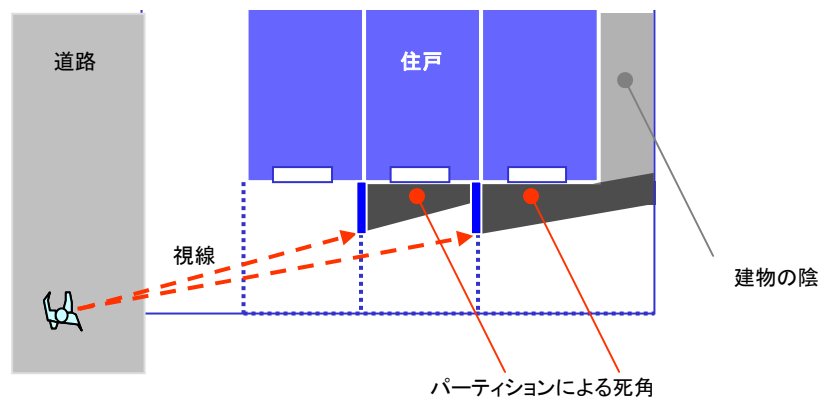 道路
住戸
視線
建物の陰
パーティションによる死角